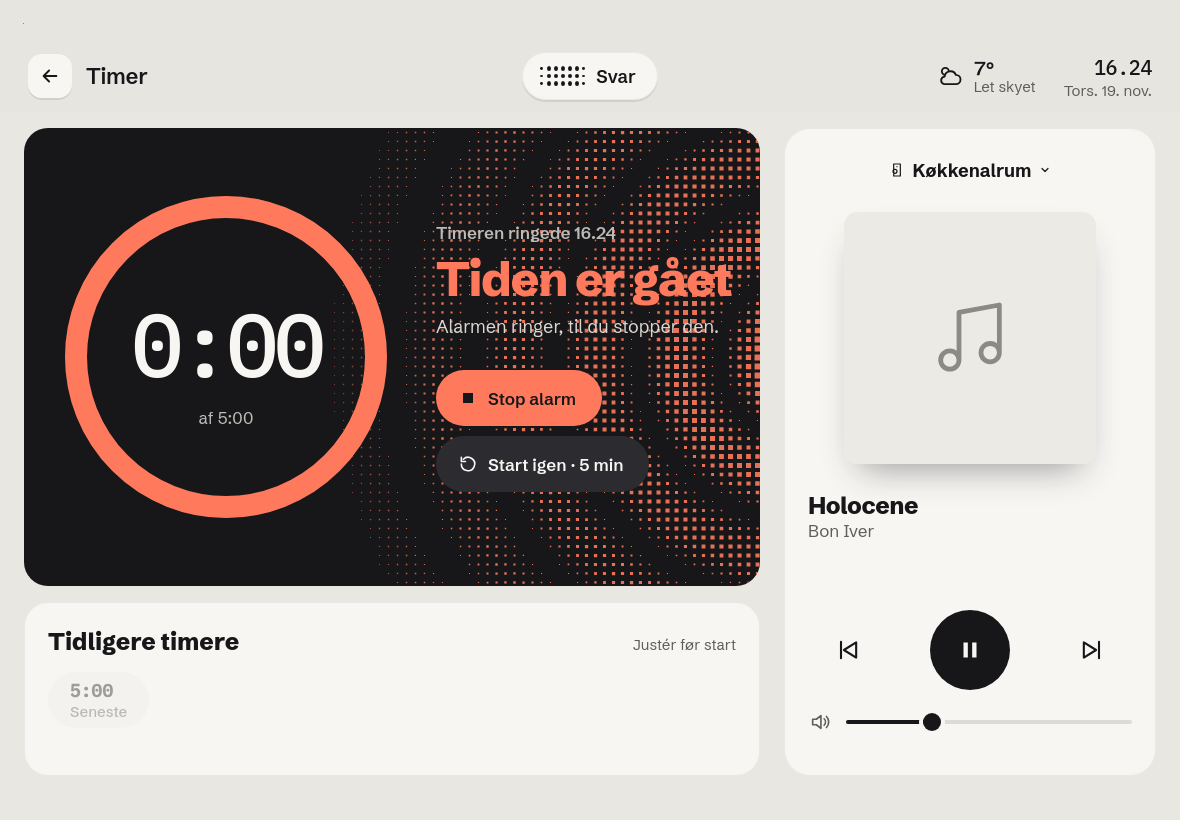 Timer
Svar
7°
Let skyet
16.24
Tors. 19. nov.
0:00
af 5:00
Timeren ringede 16.24
Tiden er gået
Alarmen ringer, til du stopper den.
Stop alarm
Start igen · 5 min
Tidligere timere
Justér før start
5:00
Seneste
Køkkenalrum
Holocene
Bon Iver